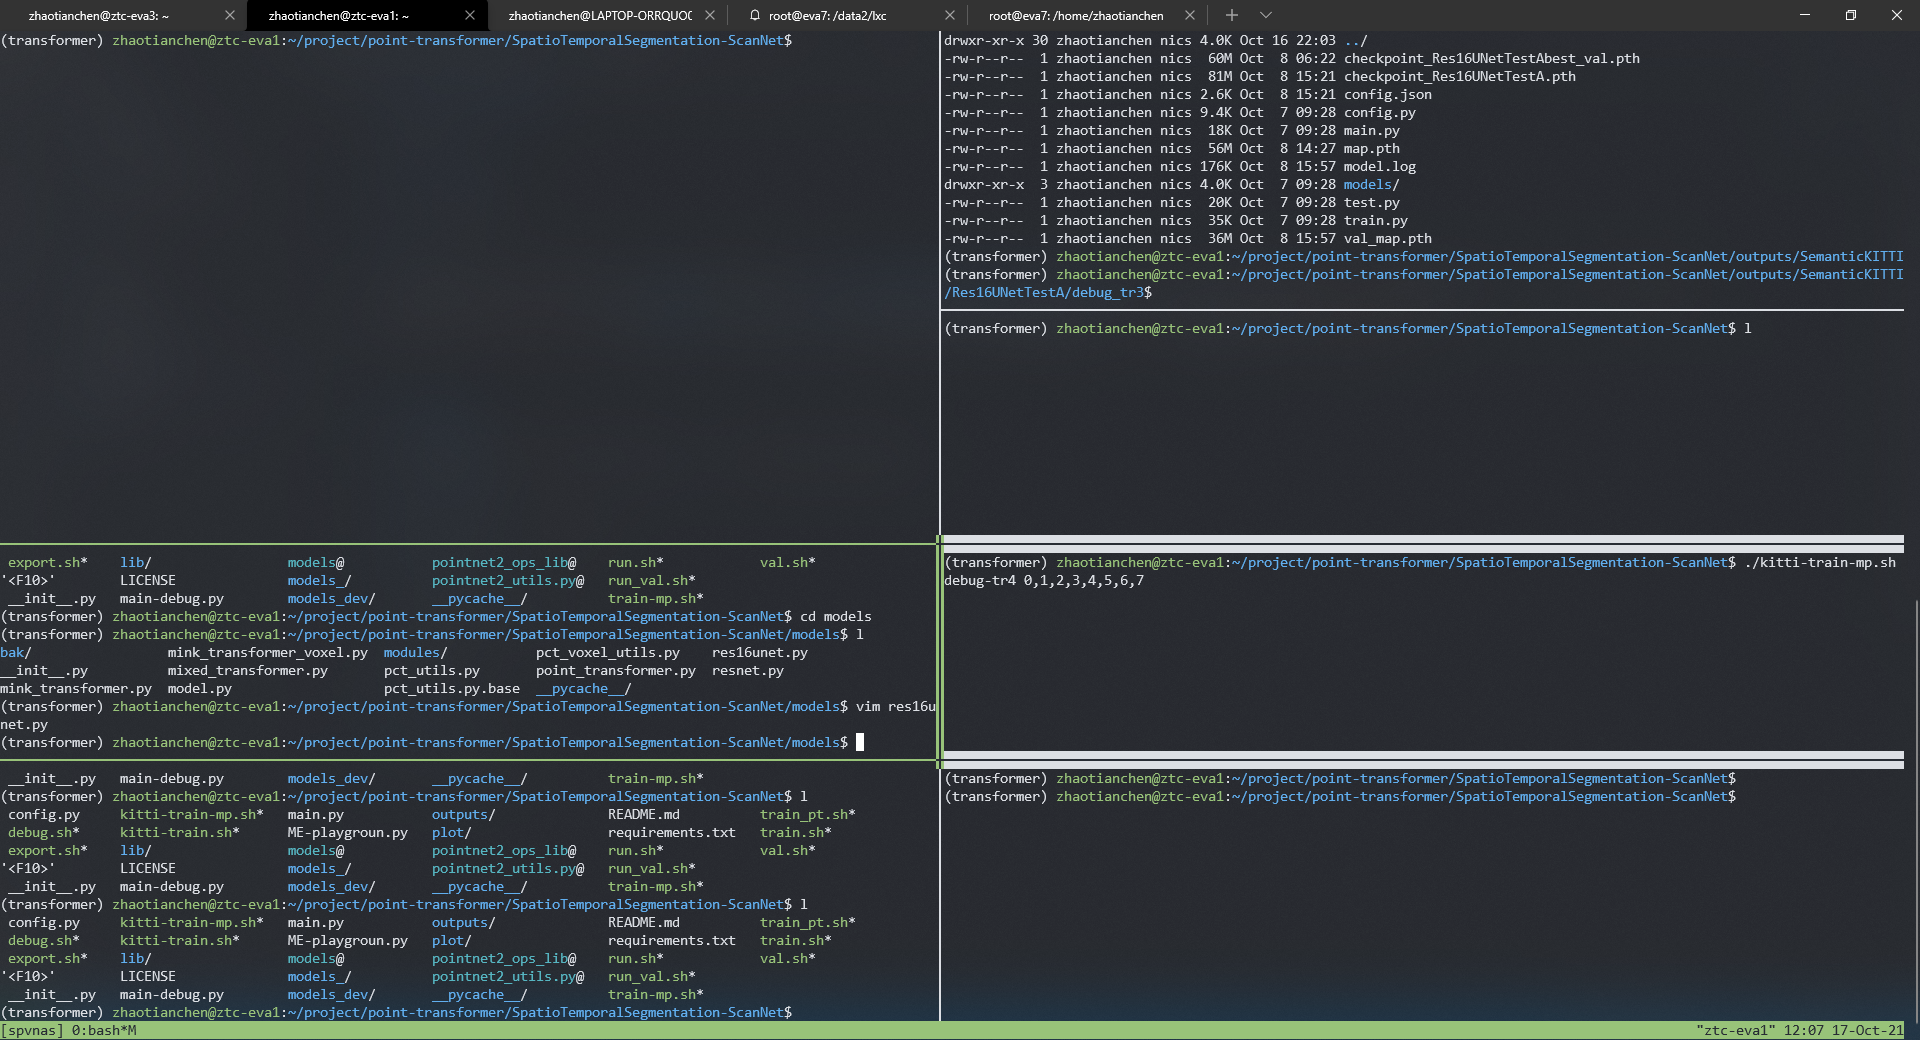 zhaotianchen@ztc-eva3: ~
zhaotianchen@ztc-eva1: ~
zhaotianchen@LAPTOP-ORRQUO
root@eva7: /data2/lxc
root@eva7: /home/zhaotianchen
(transformer) zhaotianchen@ztc-eva1:~/project/point-transformer/SpatioTemporalSegmentation-ScanNet$
drwxr-xr-x 30 zhaotianchen nics 4.0K Oct 16 22:03 ../
-rw-r--r--  1 zhaotianchen nics  60M Oct  8 06:22 checkpoint_Res16UNetTestAbest_val.pth
-rw-r--r--  1 zhaotianchen nics  81M Oct  8 15:21 checkpoint_Res16UNetTestA.pth
-rw-r--r--  1 zhaotianchen nics 2.6K Oct  8 15:21 config.json
-rw-r--r--  1 zhaotianchen nics 9.4K Oct  7 09:28 config.py
-rw-r--r--  1 zhaotianchen nics  18K Oct  7 09:28 main.py
-rw-r--r--  1 zhaotianchen nics  56M Oct  8 14:27 map.pth
-rw-r--r--  1 zhaotianchen nics 176K Oct  8 15:57 model.log
drwxr-xr-x  3 zhaotianchen nics 4.0K Oct  7 09:28 models/
-rw-r--r--  1 zhaotianchen nics  20K Oct  7 09:28 test.py
-rw-r--r--  1 zhaotianchen nics  35K Oct  7 09:28 train.py
-rw-r--r--  1 zhaotianchen nics  36M Oct  8 15:57 val_map.pth
(transformer) zhaotianchen@ztc-eva1:~/project/point-transformer/SpatioTemporalSegmentation-ScanNet/outputs/SemanticKITTI
(transformer) zhaotianchen@ztc-eva1:~/project/point-transformer/SpatioTemporalSegmentation-ScanNet/outputs/SemanticKITTI
/Res16UNetTestA/debug_tr3$
(transformer) zhaotianchen@ztc-eva1:~/project/point-transformer/SpatioTemporalSegmentation-ScanNet$ l
export.sh*   lib/   models@   pointnet2_ops_lib@   run.sh*   val.sh*
'<F10>'   LICENSE   models_/   pointnet2_utils.py@   run_val.sh*
__init__.py   main-debug.py   models_dev/   __pycache__/   train-mp.sh*
(transformer) zhaotianchen@ztc-eva1:~/project/point-transformer/SpatioTemporalSegmentation-ScanNet$ cd models
(transformer) zhaotianchen@ztc-eva1:~/project/point-transformer/SpatioTemporalSegmentation-ScanNet/models$ l
bak/   mink_transformer_voxel.py   modules/   pct_voxel_utils.py   res16unet.py
__init__.py   mixed_transformer.py   pct_utils.py   point_transformer.py   resnet.py
mink_transformer.py   model.py   pct_utils.py.base   __pycache__/
(transformer) zhaotianchen@ztc-eva1:~/project/point-transformer/SpatioTemporalSegmentation-ScanNet/models$ vim res16u
net.py
(transformer) zhaotianchen@ztc-eva1:~/project/point-transformer/SpatioTemporalSegmentation-ScanNet/models$
(transformer) zhaotianchen@ztc-eva1:~/project/point-transformer/SpatioTemporalSegmentation-ScanNet$ ./kitti-train-mp.sh
debug-tr4 0,1,2,3,4,5,6,7
__init__.py   main-debug.py   models_dev/   __pycache__/   train-mp.sh*
(transformer) zhaotianchen@ztc-eva1:~/project/point-transformer/SpatioTemporalSegmentation-ScanNet$ l
config.py   kitti-train-mp.sh*   main.py   outputs/   README.md   train_pt.sh*
debug.sh*   kitti-train.sh*   ME-playgroun.py   plot/   requirements.txt   train.sh*
export.sh*   lib/   models@   pointnet2_ops_lib@   run.sh*   val.sh*
'<F10>'   LICENSE   models_/   pointnet2_utils.py@   run_val.sh*
__init__.py   main-debug.py   models_dev/   __pycache__/   train-mp.sh*
(transformer) zhaotianchen@ztc-eva1:~/project/point-transformer/SpatioTemporalSegmentation-ScanNet$ l
config.py   kitti-train-mp.sh*   main.py   outputs/   README.md   train_pt.sh*
debug.sh*   kitti-train.sh*   ME-playgroun.py   plot/   requirements.txt   train.sh*
export.sh*   lib/   models@   pointnet2_ops_lib@   run.sh*   val.sh*
'<F10>'   LICENSE   models_/   pointnet2_utils.py@   run_val.sh*
__init__.py   main-debug.py   models_dev/   __pycache__/   train-mp.sh*
(transformer) zhaotianchen@ztc-eva1:~/project/point-transformer/SpatioTemporalSegmentation-ScanNet$
(transformer) zhaotianchen@ztc-eva1:~/project/point-transformer/SpatioTemporalSegmentation-ScanNet$
(transformer) zhaotianchen@ztc-eva1:~/project/point-transformer/SpatioTemporalSegmentation-ScanNet$
[spvnas] 0:bash*M
"ztc-eva1" 12:07 17-Oct-21